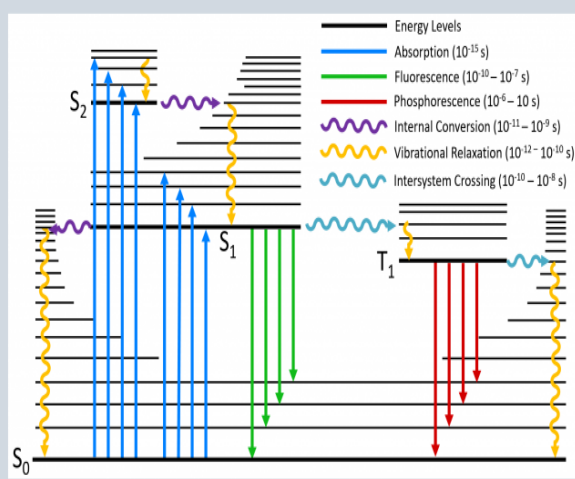 Energy Levels
Absorption (10⁻¹⁵ s)
Fluorescence (10⁻¹⁰ – 10⁻⁷ s)
Phosphorescence (10⁻⁶ – 10 s)
Internal Conversion (10⁻¹¹ – 10⁻⁹ s)
Vibrational Relaxation (10⁻¹² – 10⁻¹⁰ s)
Intersystem Crossing (10⁻¹⁰ – 10⁻⁸ s)
S₂
S₁
T₁
S₀